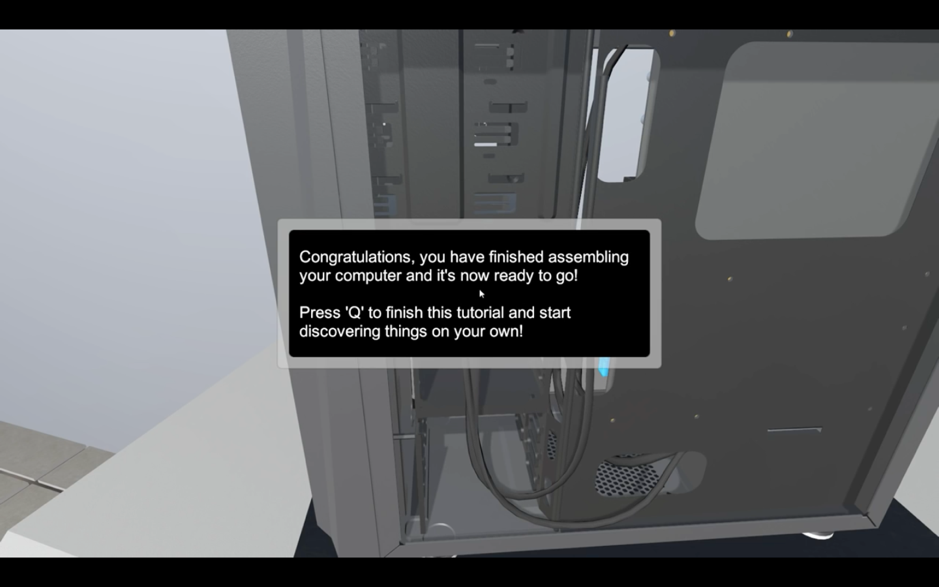 Congratulations, you have finished assembling
your computer and it's now ready to go!
Press 'Q' to finish this tutorial and start
discovering things on your own!